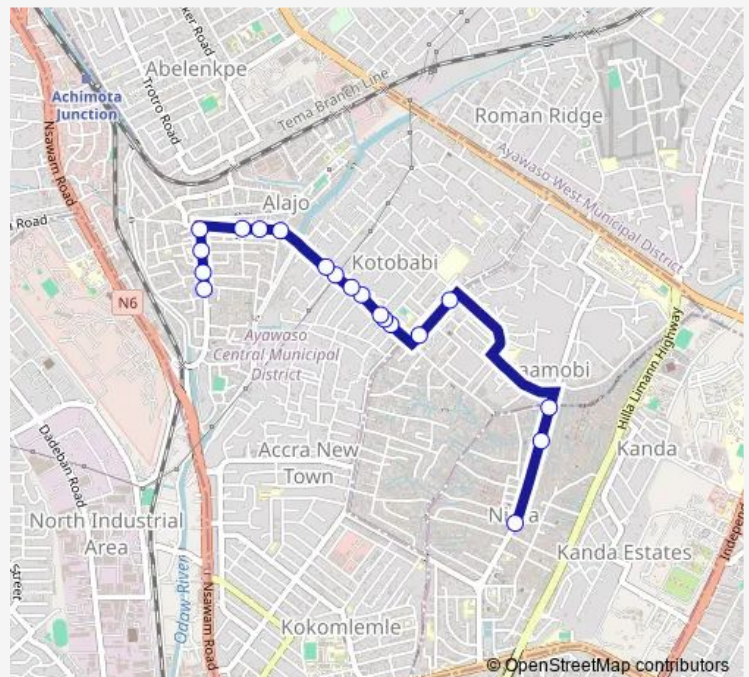 Abelenkpe
Trotro Road
Achimota
Junction
Tema Branch Line
Roman Ridge
Nsawam Road
Ayawaso West Municipal District
Alajo
Road
Kotobabi
N6
Ayawaso
Central Municipal
District
aamobi
Hilla Limann Highway
Accra New
Town
Kanda
Dadeban Road
North Industrial
Area
Kanda Estates
Street
Odaw River
Nsawam Road
Kokomlemle
© OpenStreetMap contributors